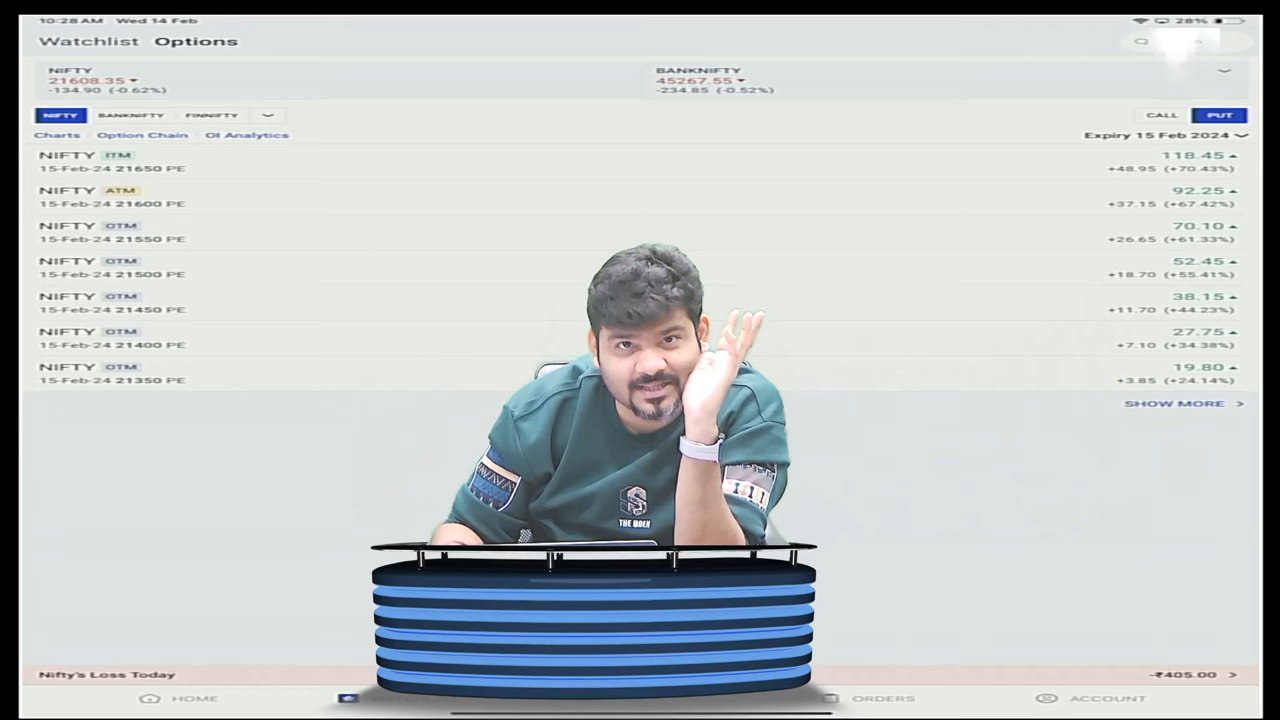 10:28 AM Wed 14 Feb
28%
Watchlist Options
NIFTY
21608.35
-134.90 (-0.62%)
BANKNIFTY
45267.55
-234.85 (-0.52%)
NIFTY BANKNIFTY FINNIFTY
CALL PUT
Charts Option Chain OI Analytics
Expiry 15 Feb 2024
NIFTY ITM 118.45
15-Feb-24 21650 PE +48.95 (+70.43%)
NIFTY ATM 92.25
15-Feb-24 21600 PE +37.15 (+67.42%)
NIFTY OTM 70.10
15-Feb-24 21550 PE +26.65 (+61.33%)
NIFTY OTM 52.45
15-Feb-24 21500 PE +18.70 (+55.41%)
NIFTY OTM 38.15
15-Feb-24 21450 PE +11.70 (+44.23%)
NIFTY OTM 27.75
15-Feb-24 21400 PE +7.10 (+34.38%)
NIFTY OTM 19.80
15-Feb-24 21350 PE +3.85 (+24.14%)
SHOW MORE >
THE MOEN
Nifty's Loss Today -₹405.00 >
HOME ORDERS ACCOUNT